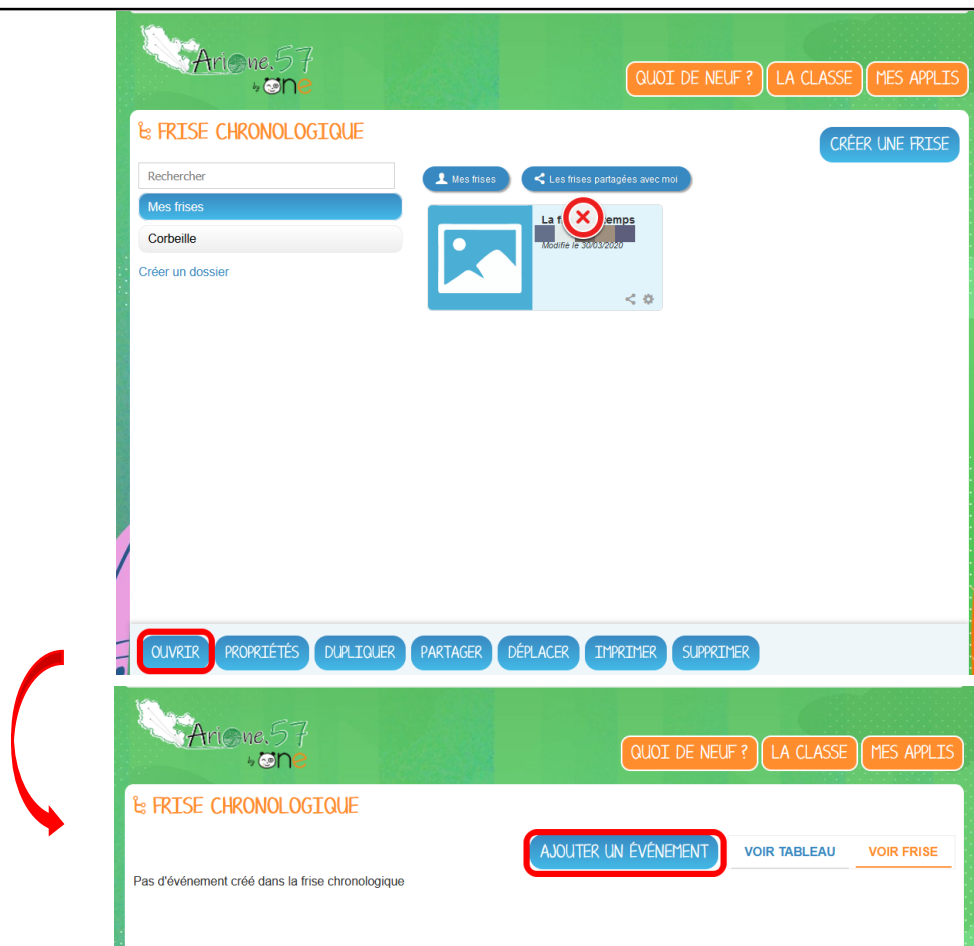 Arione.57
by One
QUOI DE NEUF ? LA CLASSE MES APPLIS
FRISE CHRONOLOGIQUE
CRÉER UNE FRISE
Rechercher
Mes frises Les frises partagées avec moi
Mes frises
Corbeille
Créer un dossier
La f emps
Modifié le 30/03/2020
OUVRIR PROPRIÉTÉS DUPLIQUER PARTAGER DÉPLACER IMPRIMER SUPPRIMER
Arione.57
by One
QUOI DE NEUF ? LA CLASSE MES APPLIS
FRISE CHRONOLOGIQUE
AJOUTER UN ÉVÉNEMENT VOIR TABLEAU VOIR FRISE
Pas d'événement créé dans la frise chronologique